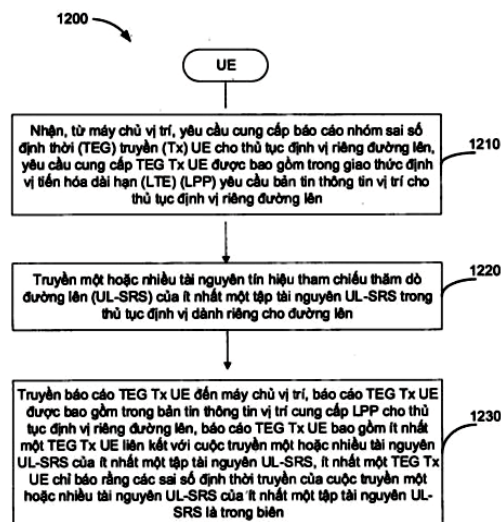 1200
UE
Nhận, từ máy chủ vị trí, yêu cầu cung cấp báo cáo nhóm sai số
định thời (TEG) truyền (Tx) UE cho thủ tục định vị riêng đường lên,
yêu cầu cung cấp TEG Tx UE được bao gồm trong giao thức định
vị tiến hóa dài hạn (LTE) (LPP) yêu cầu bản tin thông tin vị trí cho
thủ tục định vị riêng đường lên
1210
Truyền một hoặc nhiều tài nguyên tín hiệu tham chiếu thăm dò
đường lên (UL-SRS) của ít nhất một tập tài nguyên UL-SRS trong
thủ tục định vị dành riêng cho đường lên
1220
Truyền báo cáo TEG Tx UE đến máy chủ vị trí, báo cáo TEG Tx UE
được bao gồm trong bản tin thông tin vị trí cung cấp LPP cho thủ
tục định vị riêng đường lên, báo cáo TEG Tx UE bao gồm ít nhất
một TEG Tx UE liên kết với cuộc truyền một hoặc nhiều tài nguyên
UL-SRS của ít nhất một tập tài nguyên UL-SRS, ít nhất một TEG Tx
UE chỉ báo rằng các sai số định thời truyền của cuộc truyền một
hoặc nhiều tài nguyên UL-SRS của ít nhất một tập tài nguyên UL-
SRS là trong biên
1230